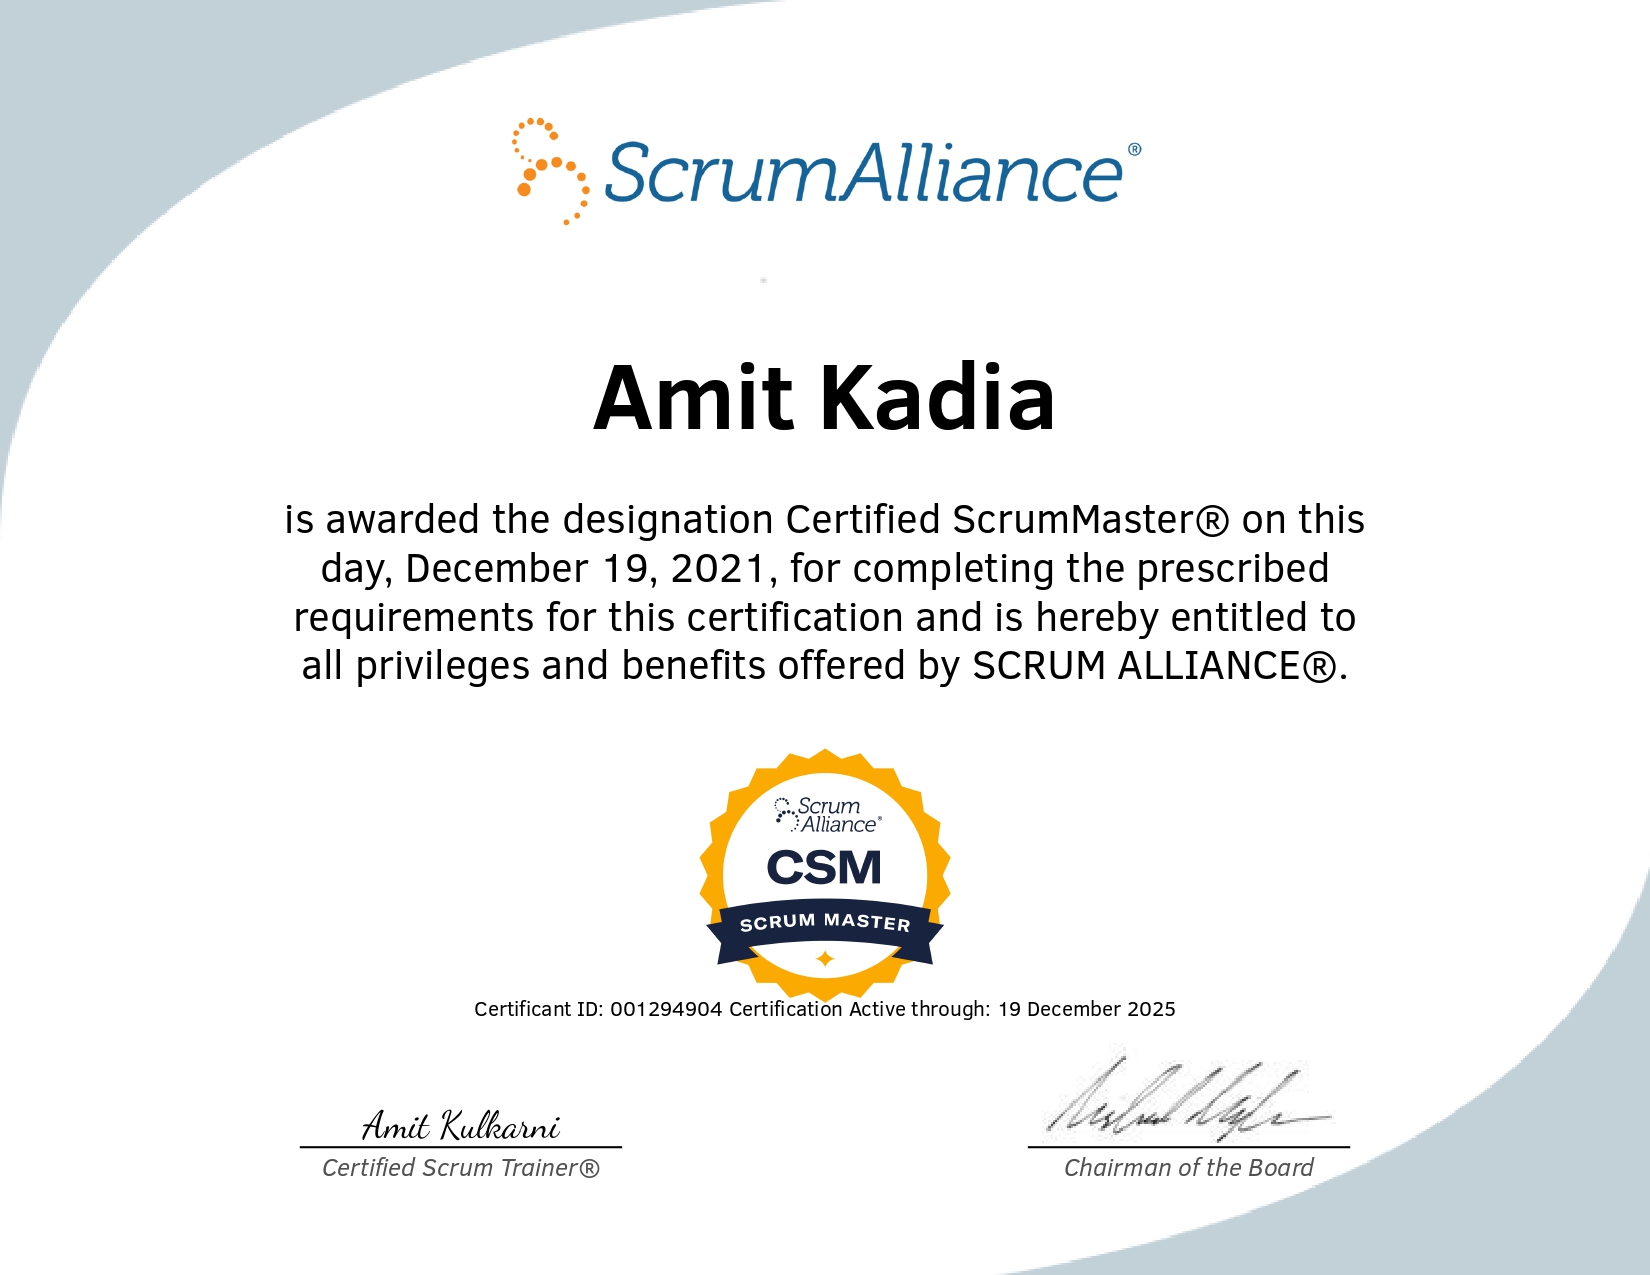 ScrumAlliance®
Amit Kadia
is awarded the designation Certified ScrumMaster® on this
day, December 19, 2021, for completing the prescribed
requirements for this certification and is hereby entitled to
all privileges and benefits offered by SCRUM ALLIANCE®.
Scrum
Alliance®
CSM
SCRUM MASTER
Certificant ID: 001294904 Certification Active through: 19 December 2025
Amit Kulkarni
Certified Scrum Trainer®
Chairman of the Board